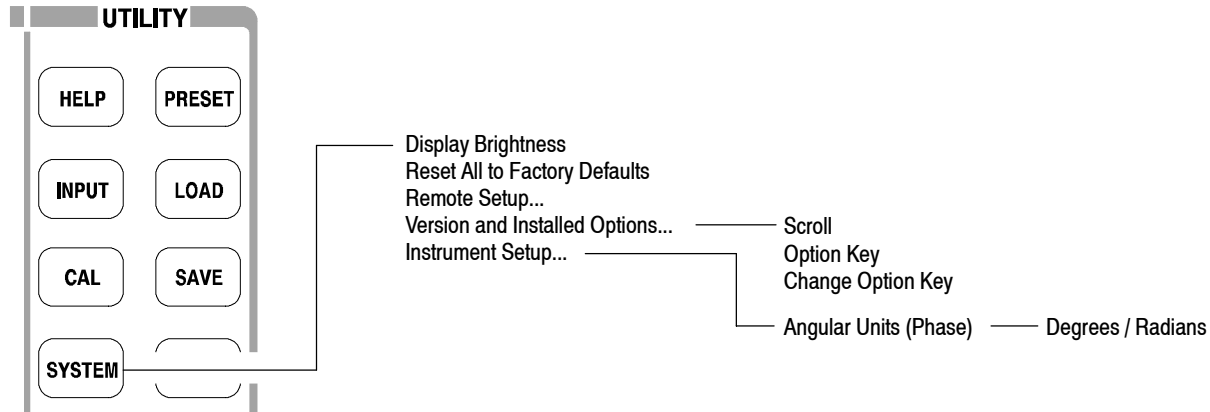 UTILITY
HELP PRESET
INPUT LOAD
CAL SAVE
SYSTEM
Display Brightness
Reset All to Factory Defaults
Remote Setup...
Version and Installed Options...
Instrument Setup...
Scroll
Option Key
Change Option Key
Angular Units (Phase)
Degrees / Radians